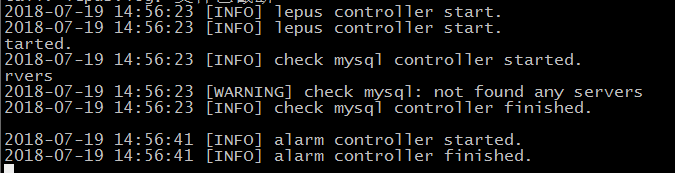 2018-07-19 14:56:23 [INFO] lepus controller start.
2018-07-19 14:56:23 [INFO] lepus controller start.
tarted.
2018-07-19 14:56:23 [INFO] check mysql controller started.
rvers
2018-07-19 14:56:23 [WARNING] check mysql: not found any servers
2018-07-19 14:56:23 [INFO] check mysql controller finished.
2018-07-19 14:56:41 [INFO] alarm controller started.
2018-07-19 14:56:41 [INFO] alarm controller finished.